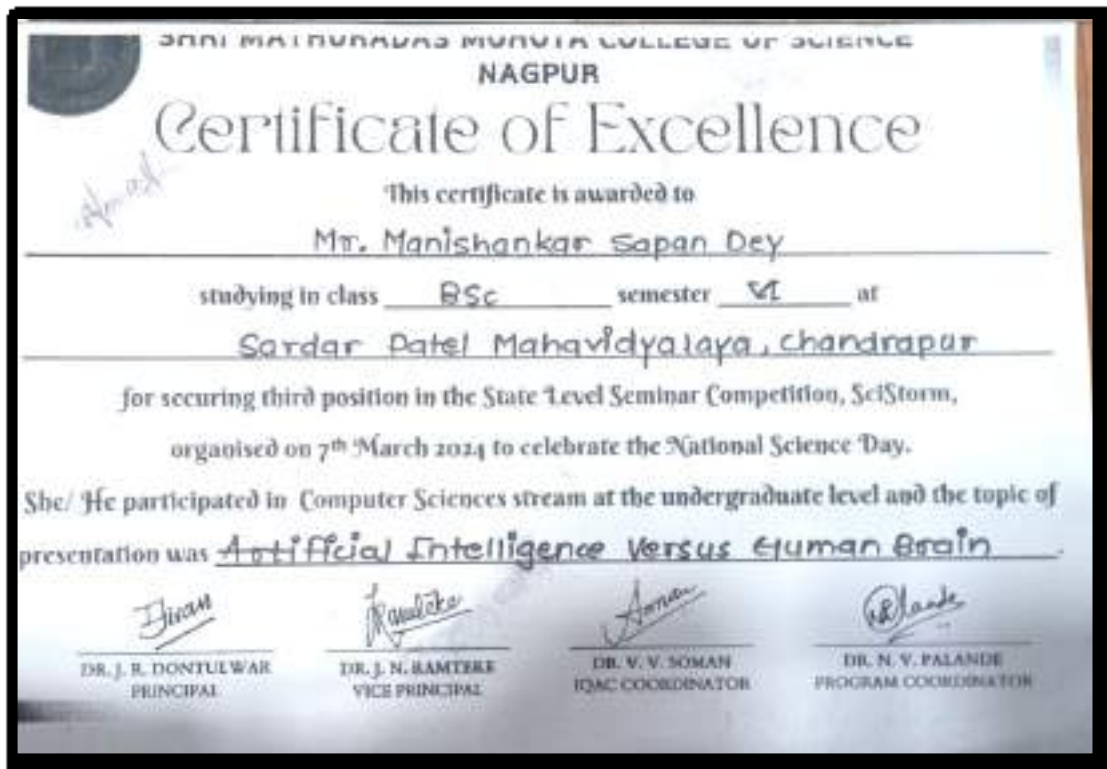 SHRI MATHURADAS MOHOTA COLLEGE OF SCIENCE
NAGPUR
Certificate of Excellence
This certificate is awarded to
Mr. Manishankar Sapan Dey
studying in class BSc semester VI at
Sardar Patel Mahavidyalaya, Chandrapur
for securing third position in the State Level Seminar Competition, SciStorm,
organised on 7th March 2024 to celebrate the National Science Day.
She/ He participated in Computer Sciences stream at the undergraduate level and the topic of
presentation was Artifficial Intelligence Versus Human Brain.
DR. J. R. DONTULWAR DR. J. N. RAMTEKE DR. V. V. SOMAN DR. N. V. PALANDE
PRINCIPAL VICE PRINCIPAL IQAC COORDINATOR PROGRAM COORDINATOR